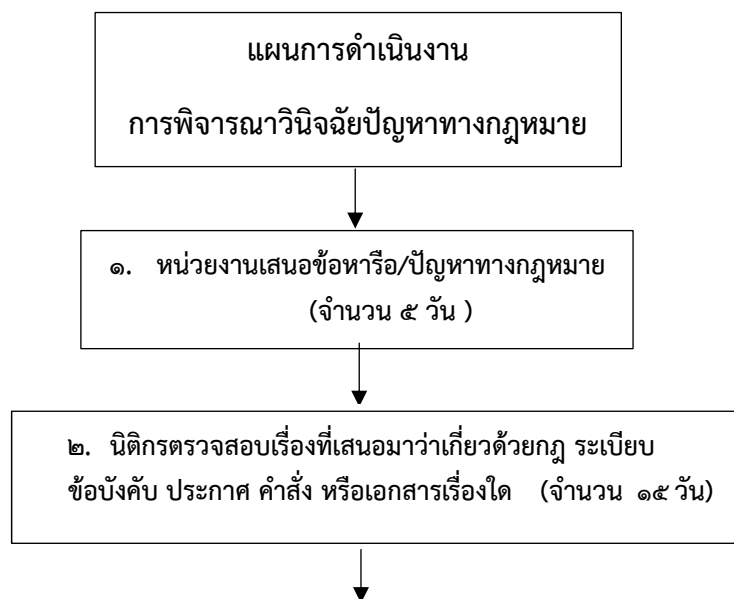 แผนการดำเนินงาน
การพิจารณาวินิจฉัยปัญหาทางกฎหมาย
๑. หน่วยงานเสนอข้อหารือ/ปัญหาทางกฎหมาย
(จำนวน ๕ วัน )
๒. นิติกรตรวจสอบเรื่องที่เสนอมาว่าเกี่ยวด้วยกฎ ระเบียบ
ข้อบังคับ ประกาศ คำสั่ง หรือเอกสารเรื่องใด (จำนวน ๑๕ วัน)